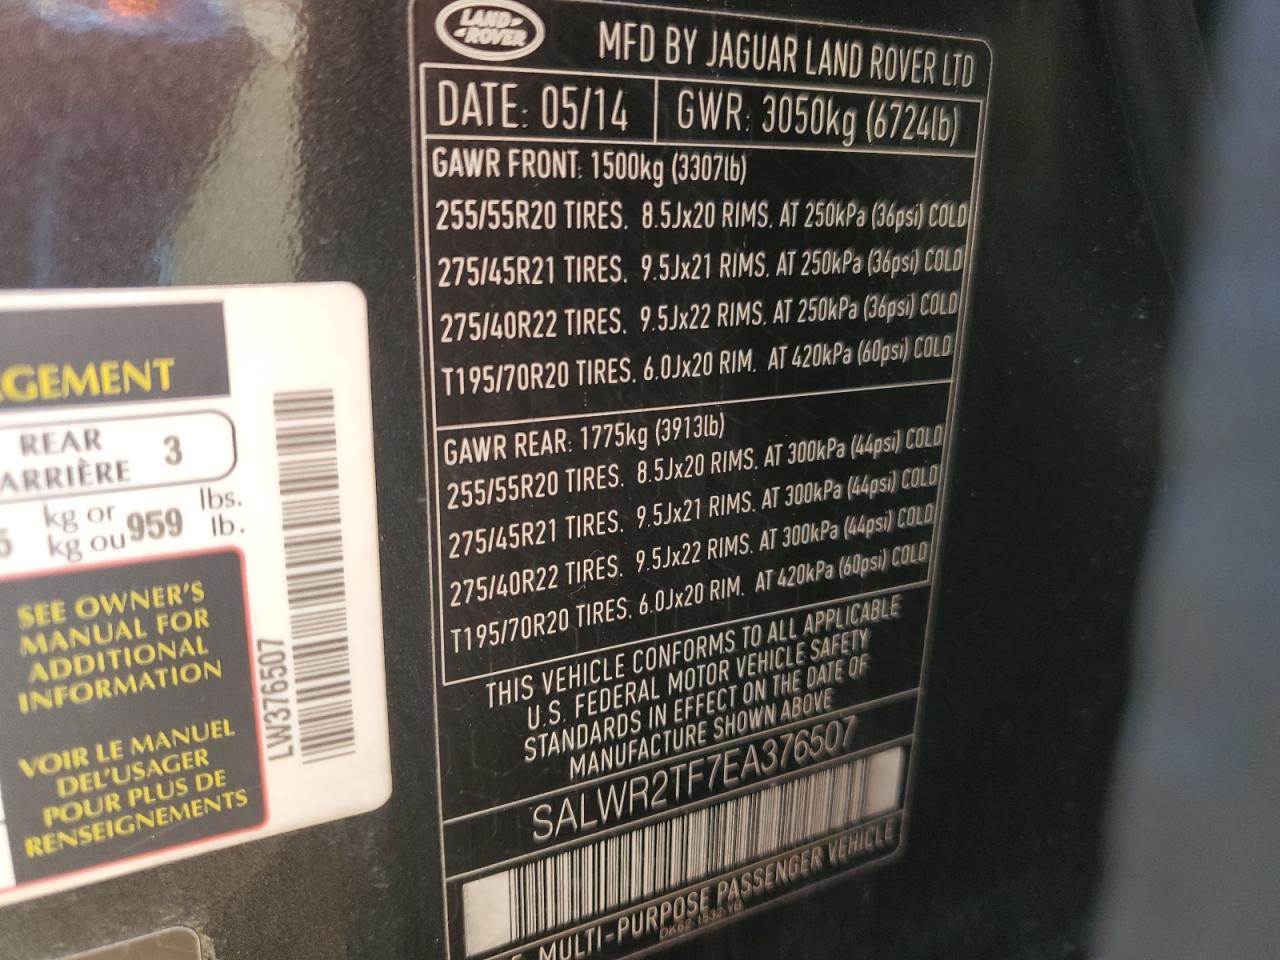 LAND-
-ROVER
MFD BY JAGUAR LAND ROVER LTD
DATE: 05/14
GWR: 3050kg (6724lb)
GAWR FRONT: 1500kg (3307lb)
255/55R20 TIRES, 8.5Jx20 RIMS, AT 250kPa (36psi) COLD
275/45R21 TIRES, 9.5Jx21 RIMS, AT 250kPa (36psi) COLD
275/40R22 TIRES, 9.5Jx22 RIMS, AT 250kPa (36psi) COLD
T195/70R20 TIRES, 6.0Jx20 RIM, AT 420kPa (60psi) COLD
GAWR REAR: 1775kg (3913lb)
255/55R20 TIRES, 8.5Jx20 RIMS, AT 300kPa (44psi) COLD
275/45R21 TIRES, 9.5Jx21 RIMS, AT 300kPa (44psi) COLD
275/40R22 TIRES, 9.5Jx22 RIMS, AT 300kPa (44psi) COLD
T195/70R20 TIRES, 6.0Jx20 RIM, AT 420kPa (60psi) COLD
THIS VEHICLE CONFORMS TO ALL APPLICABLE
U.S. FEDERAL MOTOR VEHICLE SAFETY
STANDARDS IN EFFECT ON THE DATE OF
MANUFACTURE SHOWN ABOVE
SALWR2TF7EA376507
MULTI-PURPOSE PASSENGER VEHICLE
GEMENT
REAR 3
ARRIÈRE
kg or 959 lbs.
kg ou lb.
SEE OWNER'S
MANUAL FOR
ADDITIONAL
INFORMATION
VOIR LE MANUEL
DEL'USAGER
POUR PLUS DE
RENSEIGNEMENTS
LW376507